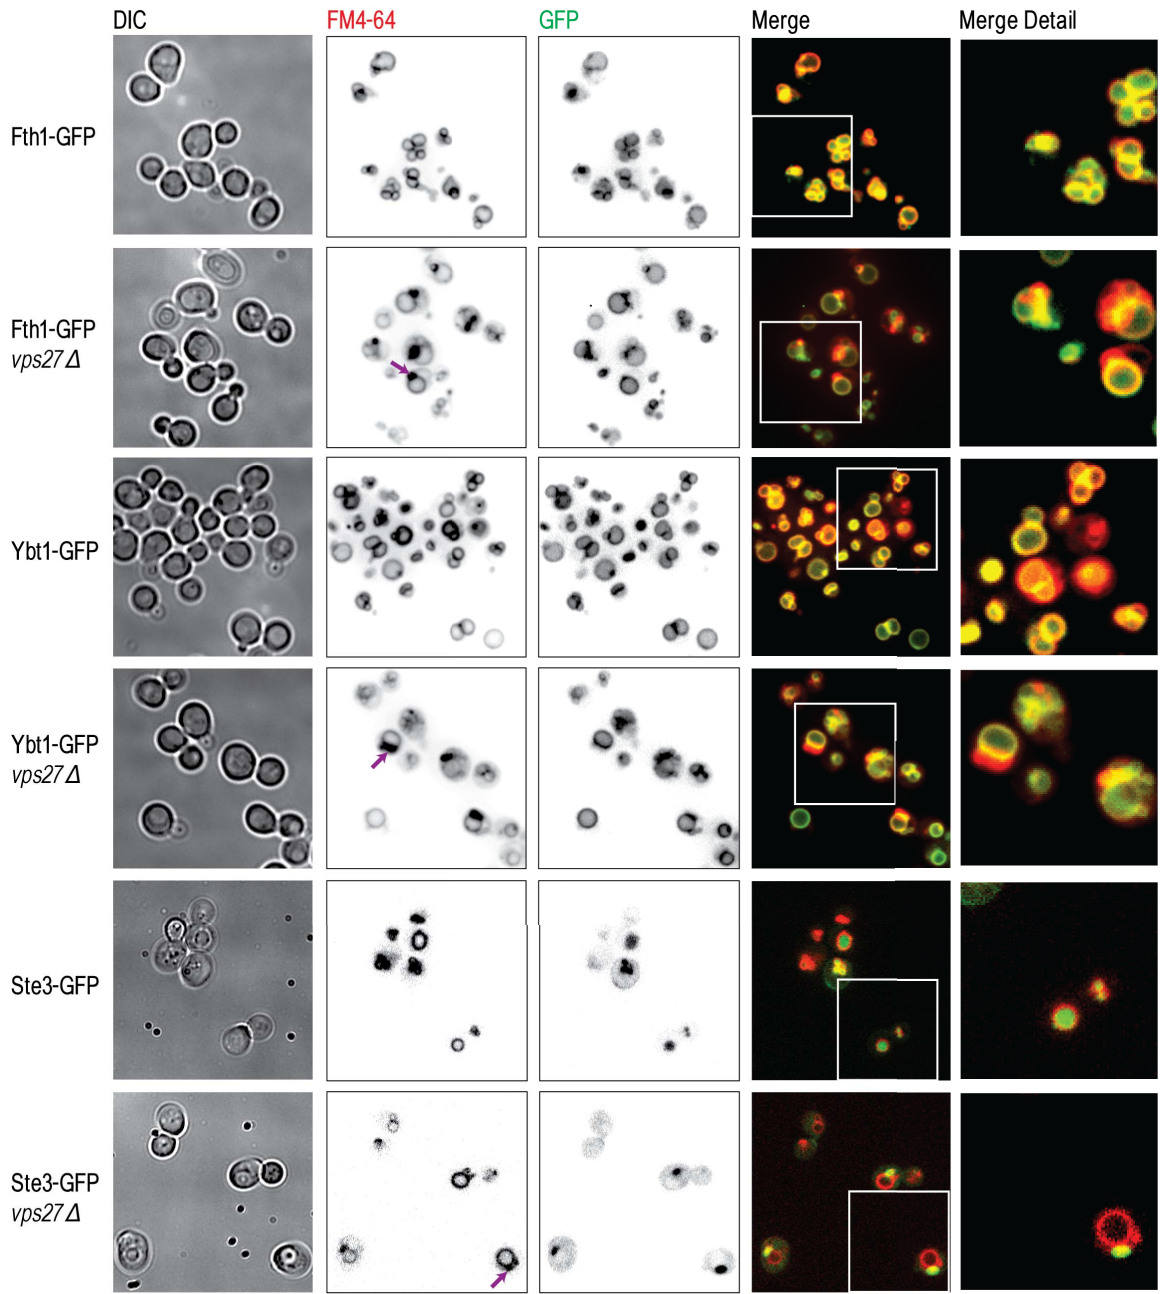 DIC FM4-64 GFP Merge Merge Detail
Fth1-GFP
Fth1-GFP
vps27Δ
Ybt1-GFP
Ybt1-GFP
vps27Δ
Ste3-GFP
Ste3-GFP
vps27Δ